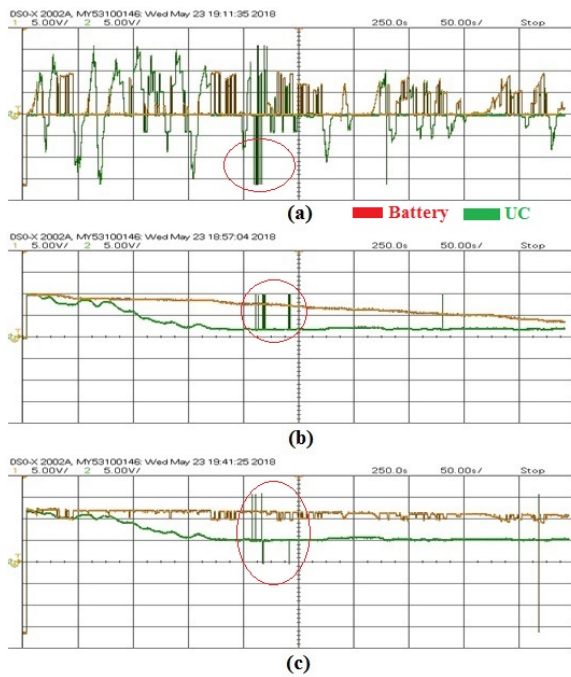 DSO-X 2002A, MY53100146: Wed May 23 19:11:35 2018
1 5.00V/ 2 5.00V/ 250.0s 50.00s/ Stop
(a) Battery UC
DSO-X 2002A, MY53100146: Wed May 23 18:57:04 2018
1 5.00V/ 2 5.00V/ 250.0s 50.00s/ Stop
(b)
DSO-X 2002A, MY53100146: Wed May 23 19:41:25 2018
1 5.00V/ 2 5.00V/ 250.0s 50.00s/ Stop
(c)